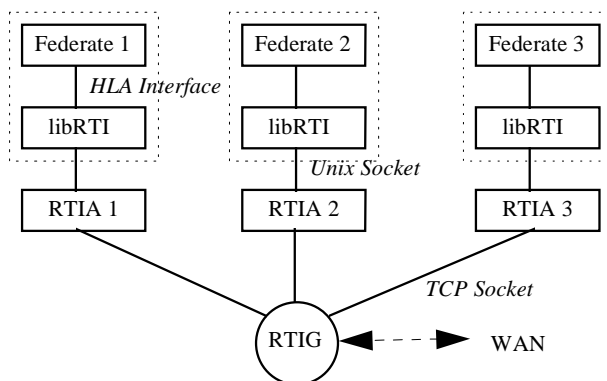 Federate 1
Federate 2
Federate 3
HLA Interface
libRTI
libRTI
libRTI
Unix Socket
RTIA 1
RTIA 2
RTIA 3
TCP Socket
RTIG
WAN